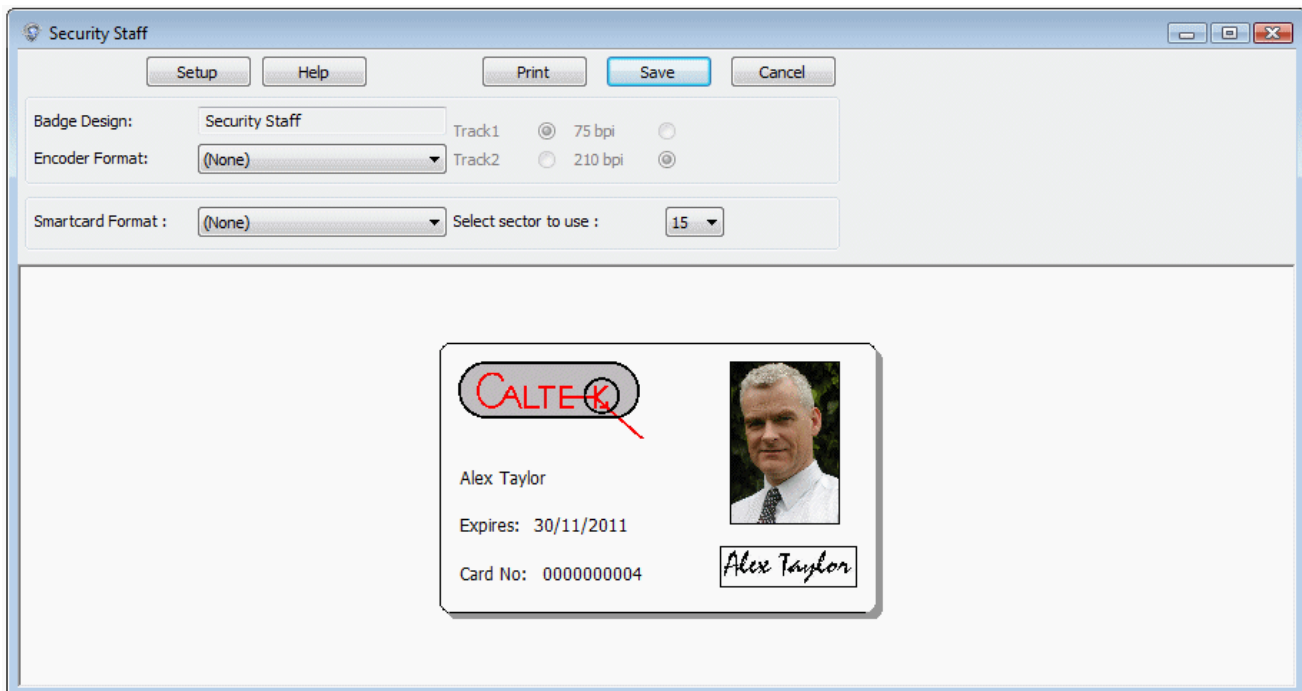 Security Staff
Setup Help Print Save Cancel
Badge Design: Security Staff Track1 75 bpi
Encoder Format: (None) Track2 210 bpi
Smartcard Format : (None) Select sector to use : 15
CALTEK
Alex Taylor
Expires: 30/11/2011
Card No: 0000000004
Alex Taylor